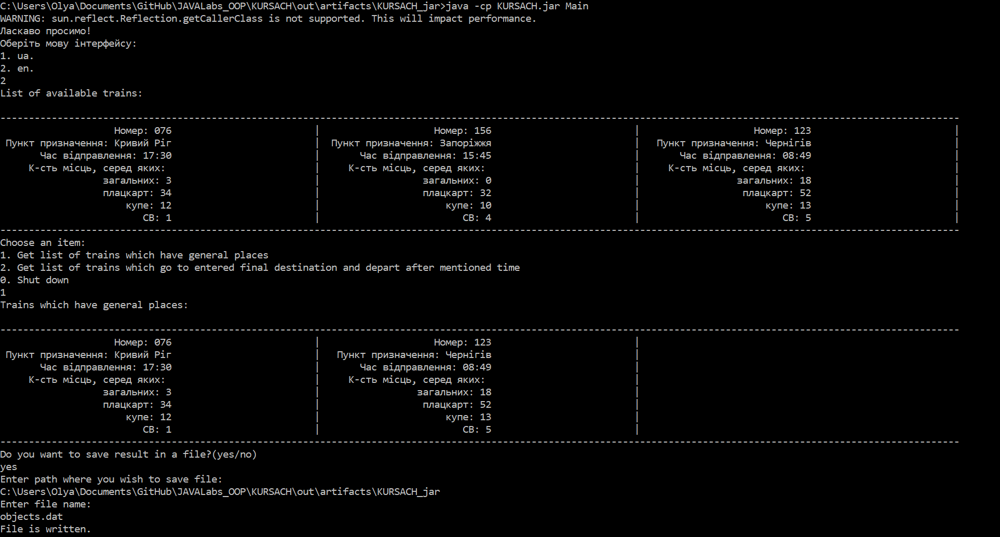 C:\Users\Olya\Documents\GitHub\JAVALabs_OOP\KURSACH\out\artifacts\KURSACH_jar>java -cp KURSACH.jar Main
WARNING: sun.reflect.Reflection.getCallerClass is not supported. This will impact performance.
Ласкаво просимо!
Оберіть мову інтерфейсу:
1. ua.
2. en.
2
List of available trains:
Номер: 076 | Номер: 156 | Номер: 123 |
Пункт призначення: Кривий Ріг | Пункт призначення: Запоріжжя | Пункт призначення: Чернігів |
Час відправлення: 17:30 | Час відправлення: 15:45 | Час відправлення: 08:49 |
К-сть місць, серед яких: | К-сть місць, серед яких: | К-сть місць, серед яких: |
загальних: 3 | загальних: 0 | загальних: 18 |
плацкарт: 34 | плацкарт: 32 | плацкарт: 52 |
купе: 12 | купе: 10 | купе: 13 |
СВ: 1 | СВ: 4 | СВ: 5 |
Choose an item:
1. Get list of trains which have general places
2. Get list of trains which go to entered final destination and depart after mentioned time
0. Shut down
1
Trains which have general places:
Номер: 076 | Номер: 123 |
Пункт призначення: Кривий Ріг | Пункт призначення: Чернігів |
Час відправлення: 17:30 | Час відправлення: 08:49 |
К-сть місць, серед яких: | К-сть місць, серед яких: |
загальних: 3 | загальних: 18 |
плацкарт: 34 | плацкарт: 52 |
купе: 12 | купе: 13 |
СВ: 1 | СВ: 5 |
Do you want to save result in a file?(yes/no)
yes
Enter path where you wish to save file:
C:\Users\Olya\Documents\GitHub\JAVALabs_OOP\KURSACH\out\artifacts\KURSACH_jar
Enter file name:
objects.dat
File is written.